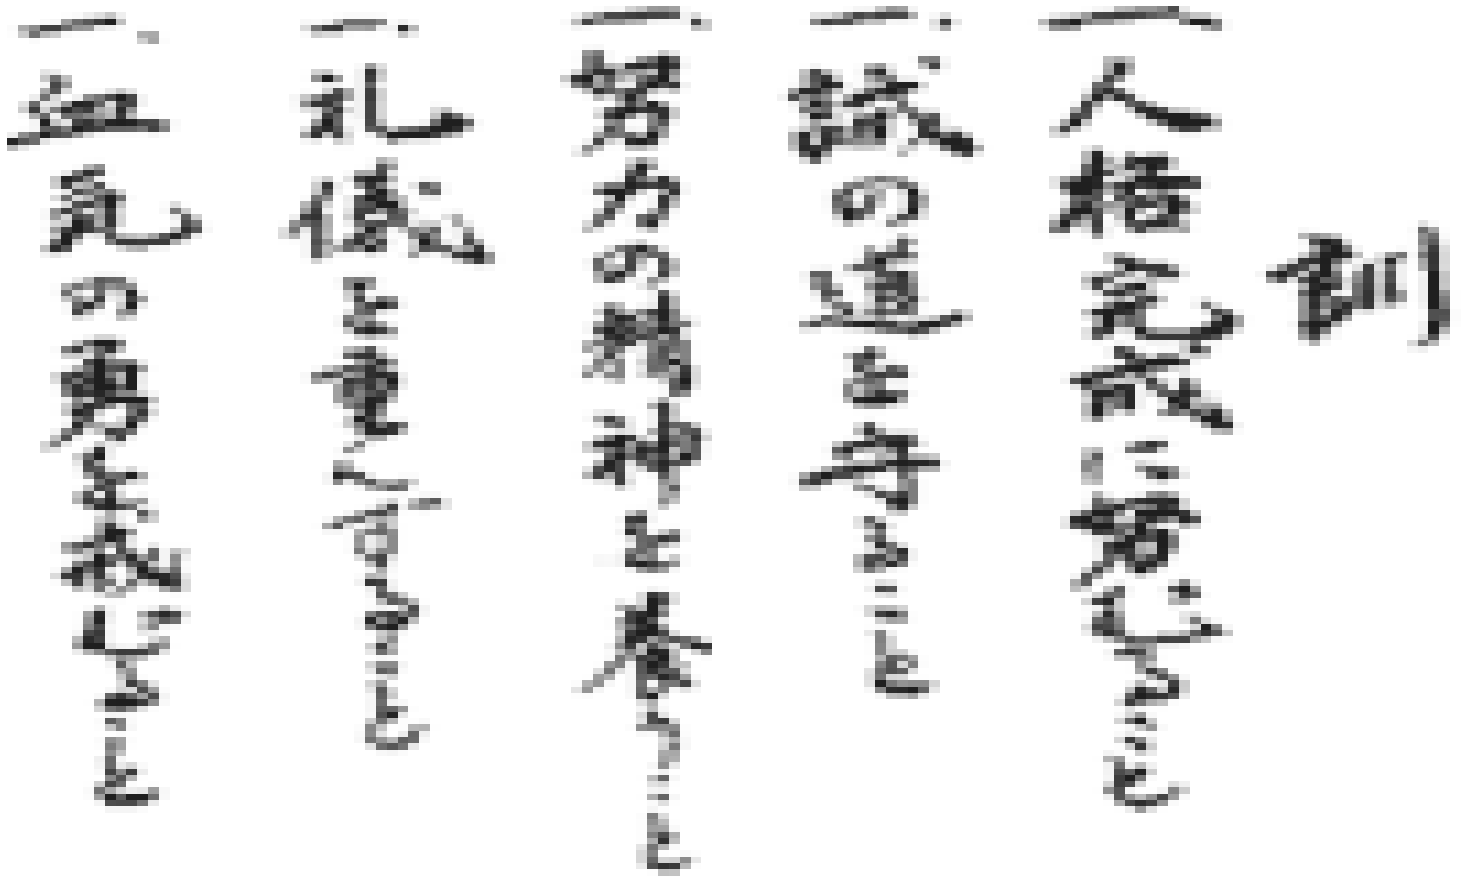 訓
一、人格完成に努むること
一、誠の道を守ること
一、努力の精神を養うこと
一、礼儀を重んずること
一、血気の勇を戒むること